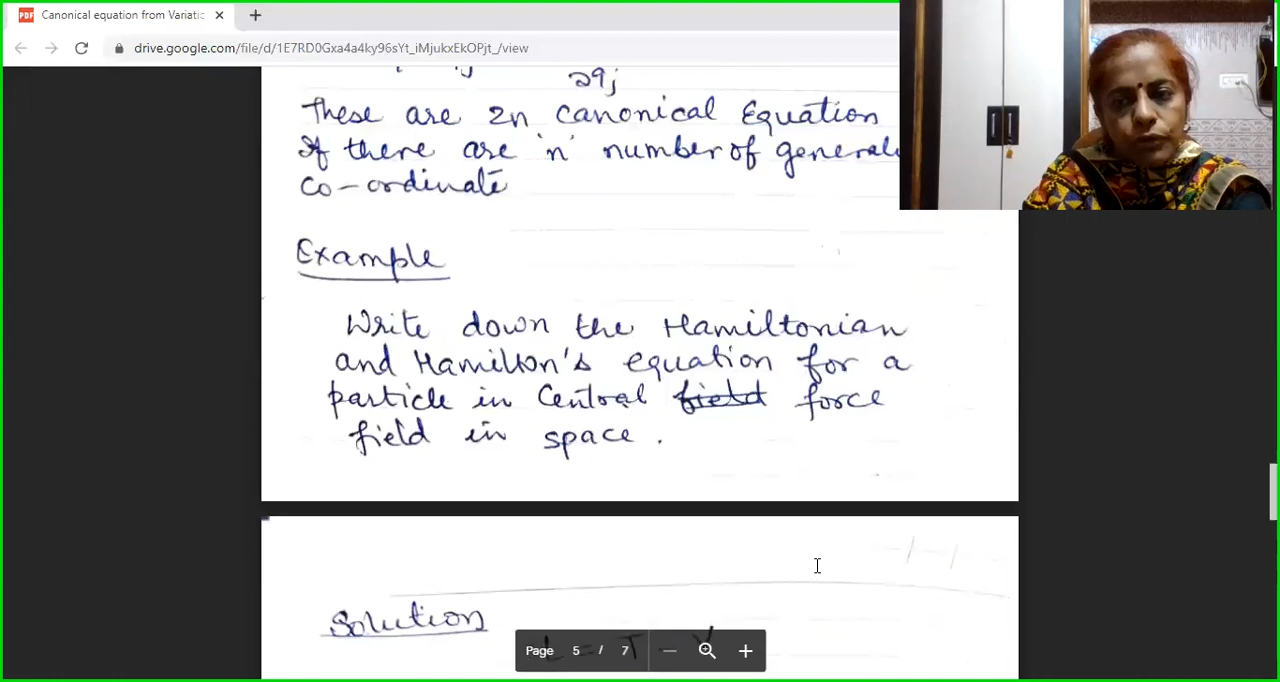 Canonical equation from Variatic
drive.google.com/file/d/1E7RD0Gxa4a4ky96sYt_iMjukxEkOPjt_/view
∂qj
These are 2n canonical Equation
If there are 'n' number of generali
co-ordinate
Example
Write down the Hamiltonian
and Hamilton's equation for a
particle in Central field force
field in space.
Solution
L = T - V
Page 5 / 7